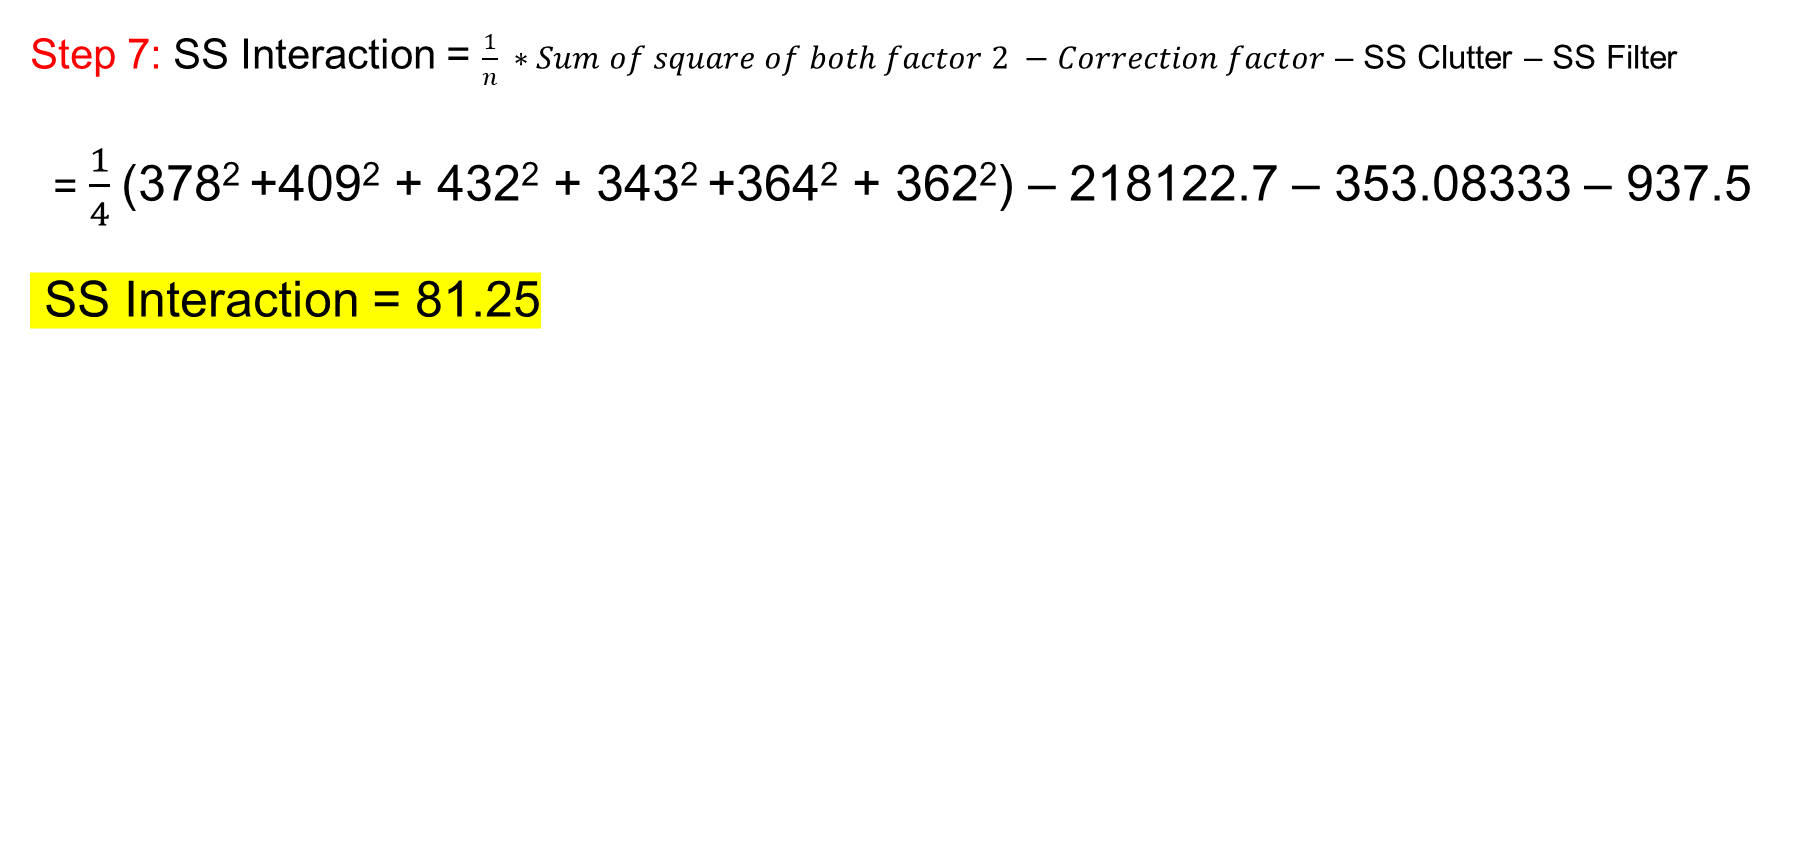 Step 7: SS Interaction = 1/n * Sum of square of both factor 2 – Correction factor – SS Clutter – SS Filter
= 1/4 (378² +409² + 432² + 343² +364² + 362²) – 218122.7 – 353.08333 – 937.5
SS Interaction = 81.25